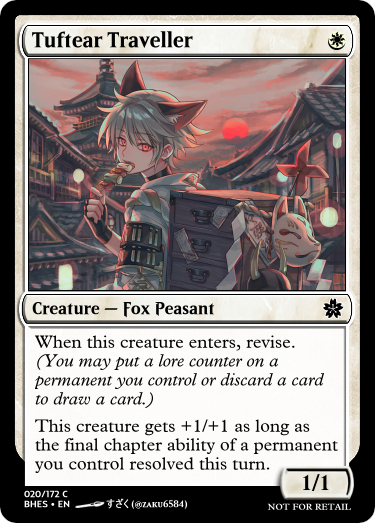 Tuftear Traveller
Creature — Fox Peasant
When this creature enters, revise.
(You may put a lore counter on a
permanent you control or discard a card
to draw a card.)
This creature gets +1/+1 as long as
the final chapter ability of a permanent
you control resolved this turn.
1/1
020/172 C
BHES • EN すざく(@ZAKU6584)
NOT FOR RETAIL